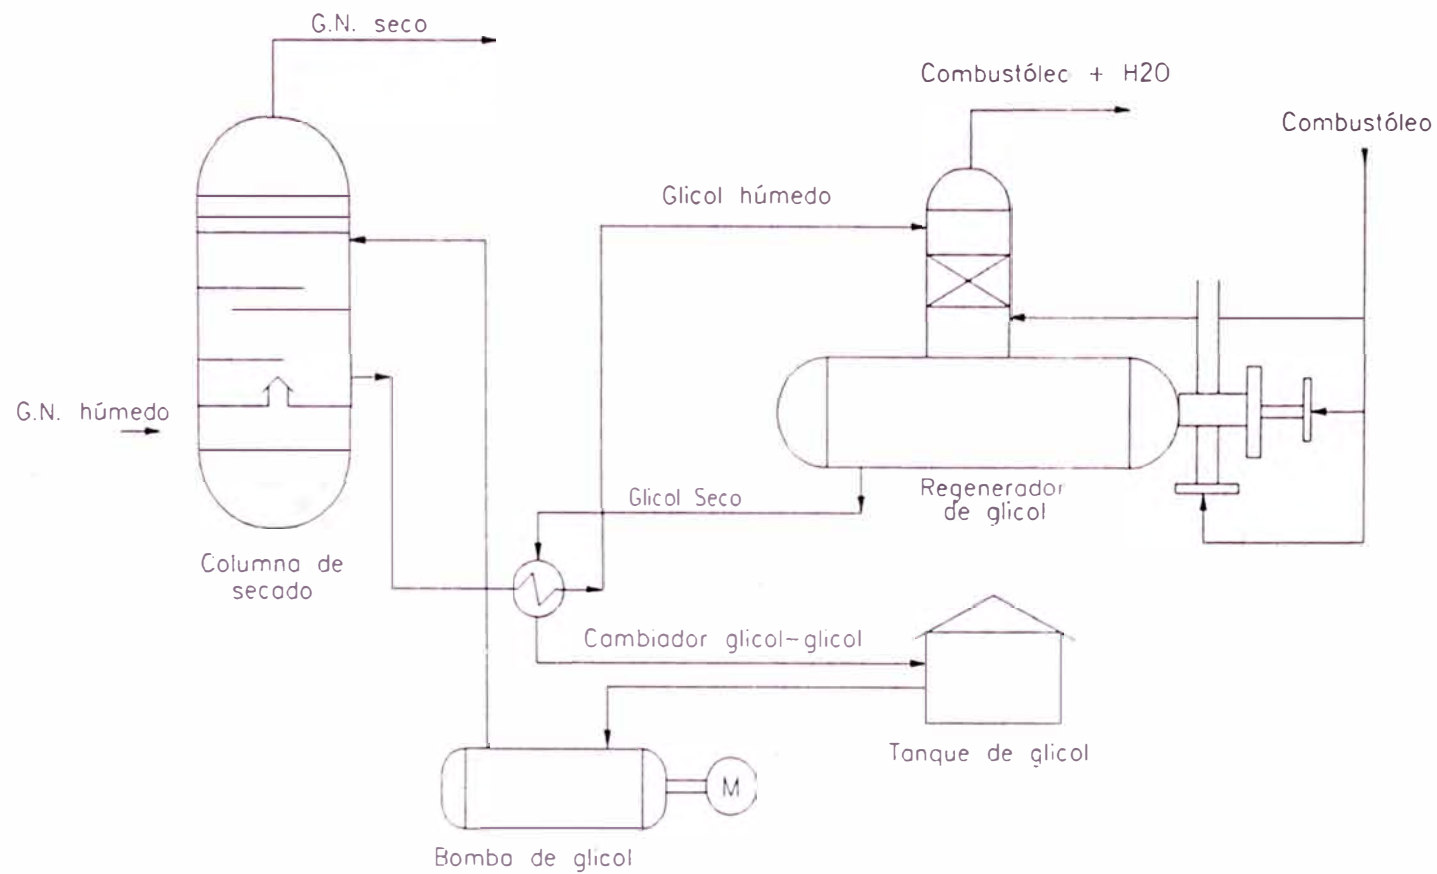 G.N. seco
Combustólec + H2O
Combustóleo
Glicol húmedo
G.N. húmedo
Glicol Seco
Regenerador
de glicol
Columna de
secado
Cambiador glicol-glicol
Tanque de glicol
M
Bomba de glicol